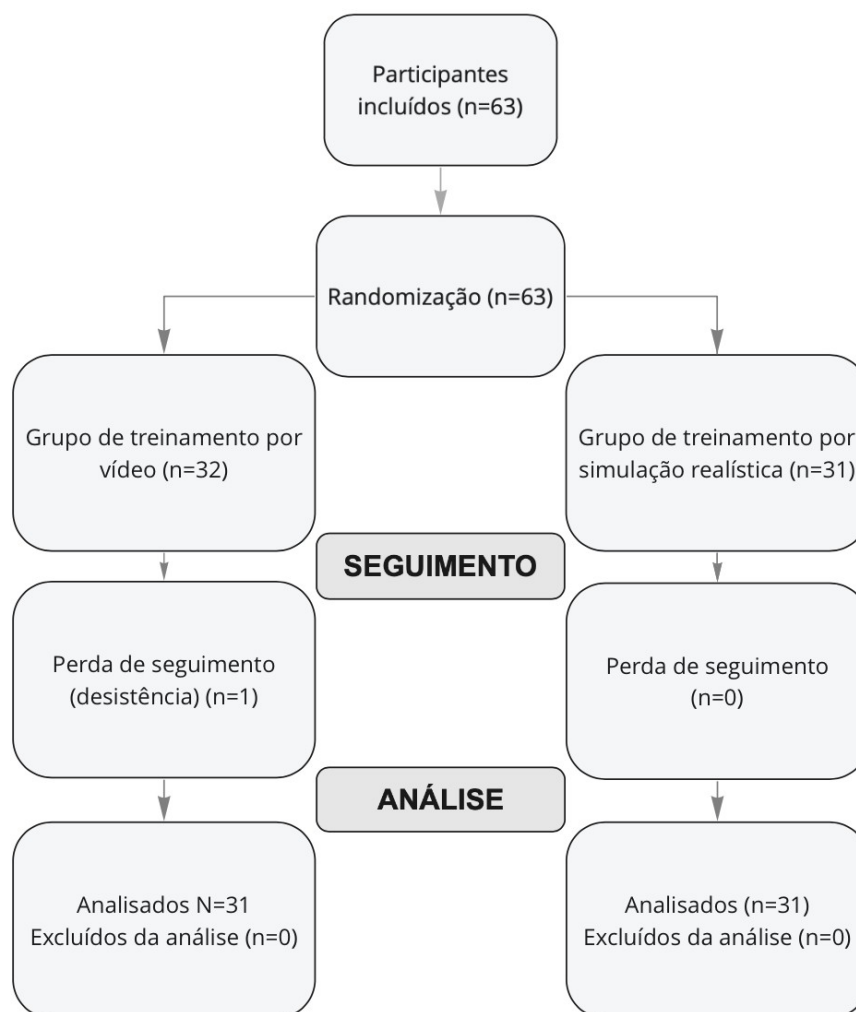 Participantes
incluídos (n=63)
Randomização (n=63)
Grupo de treinamento por
vídeo (n=32)
Grupo de treinamento por
simulação realística (n=31)
SEGUIMENTO
Perda de seguimento
(desistência) (n=1)
Perda de seguimento
(n=0)
ANÁLISE
Analisados N=31
Excluídos da análise (n=0)
Analisados (n=31)
Excluídos da análise (n=0)